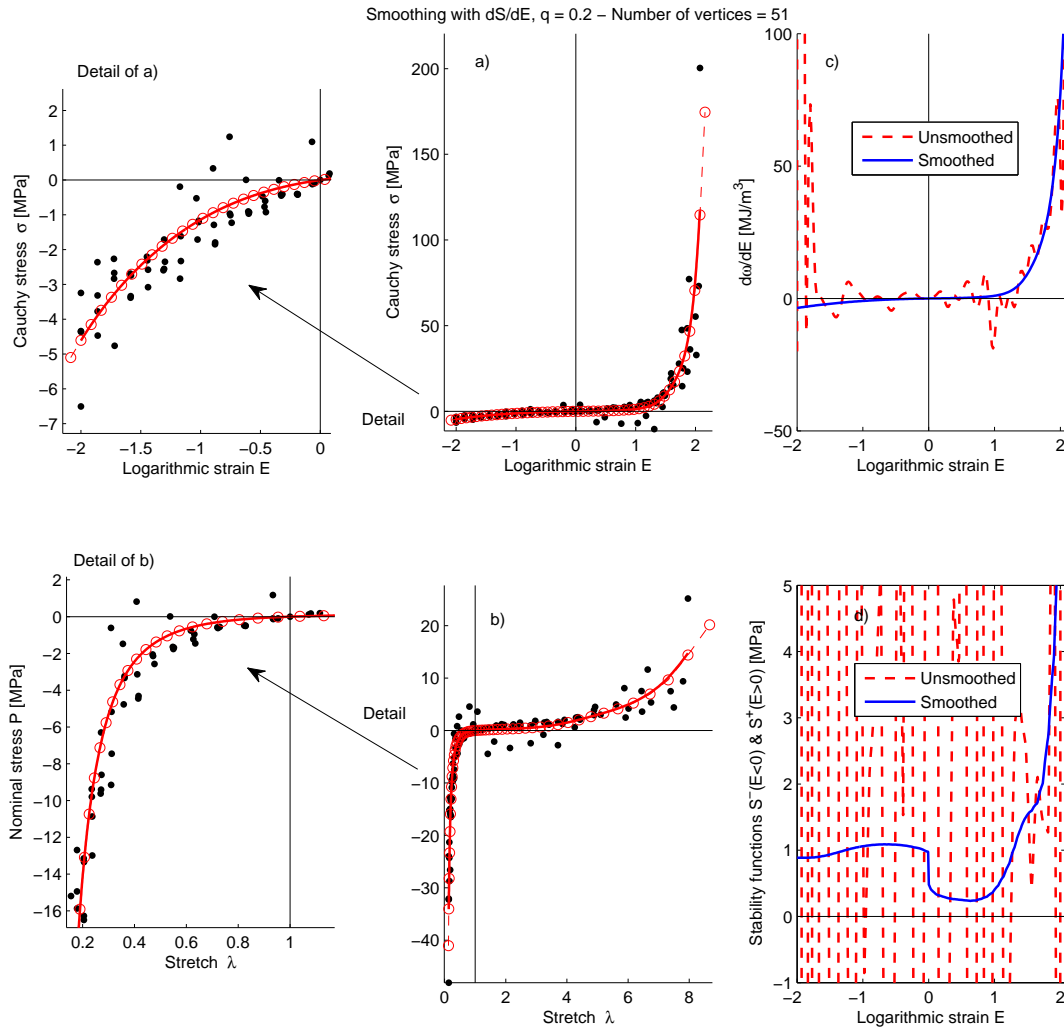 Smoothing with dS/dE, q = 0.2 – Number of vertices = 51
Detail of a)
2
1
0
−1
−2
−3
−4
−5
−6
−7
−2
−1.5
−1
−0.5
0
Cauchy stress σ [MPa]
Logarithmic strain E
a)
200
150
100
50
0
−2
−1
0
1
2
Cauchy stress σ [MPa]
Logarithmic strain E
Detail
c)
100
50
0
−50
−2
−1
0
1
2
Unsmoothed
Smoothed
dω/dE [MJ/m³]
Logarithmic strain E
Detail of b)
2
0
−2
−4
−6
−8
−10
−12
−14
−16
0.2
0.4
0.6
0.8
1
Nominal stress P [MPa]
Stretch λ
b)
20
10
0
−10
−20
−30
−40
0
2
4
6
8
Nominal stress P [MPa]
Stretch λ
Detail
d)
5
4
3
2
1
0
−1
−2
−1
0
1
2
Unsmoothed
Smoothed
Stability functions S⁻(E<0) & S⁺(E>0) [MPa]
Logarithmic strain E